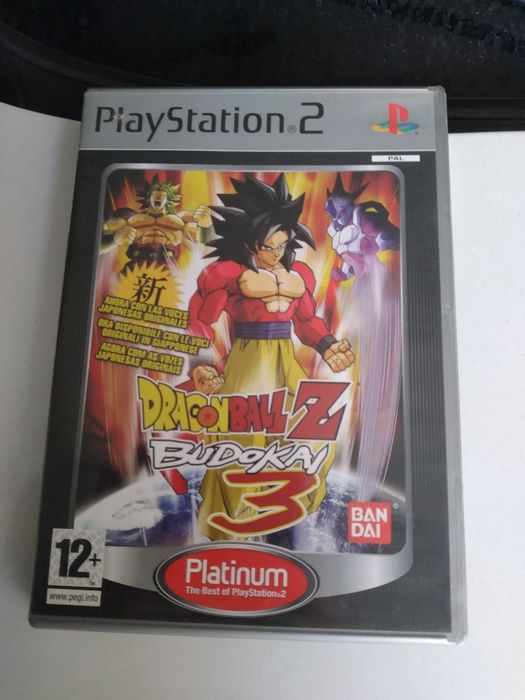 PlayStation®2
PAL
新
AHORA CON LAS VOCES
JAPONESAS ORIGINALES
ORA DISPONIBILE CON LE VOCI
ORIGINALI IN GIAPPONESE
AGORA COM AS VOZES
JAPONESAS ORIGINAIS
DRAGON BALL Z
BUDOKAI
3
BAN
DAI
®
12+
www.pegi.info
Platinum
The Best of PlayStation®2